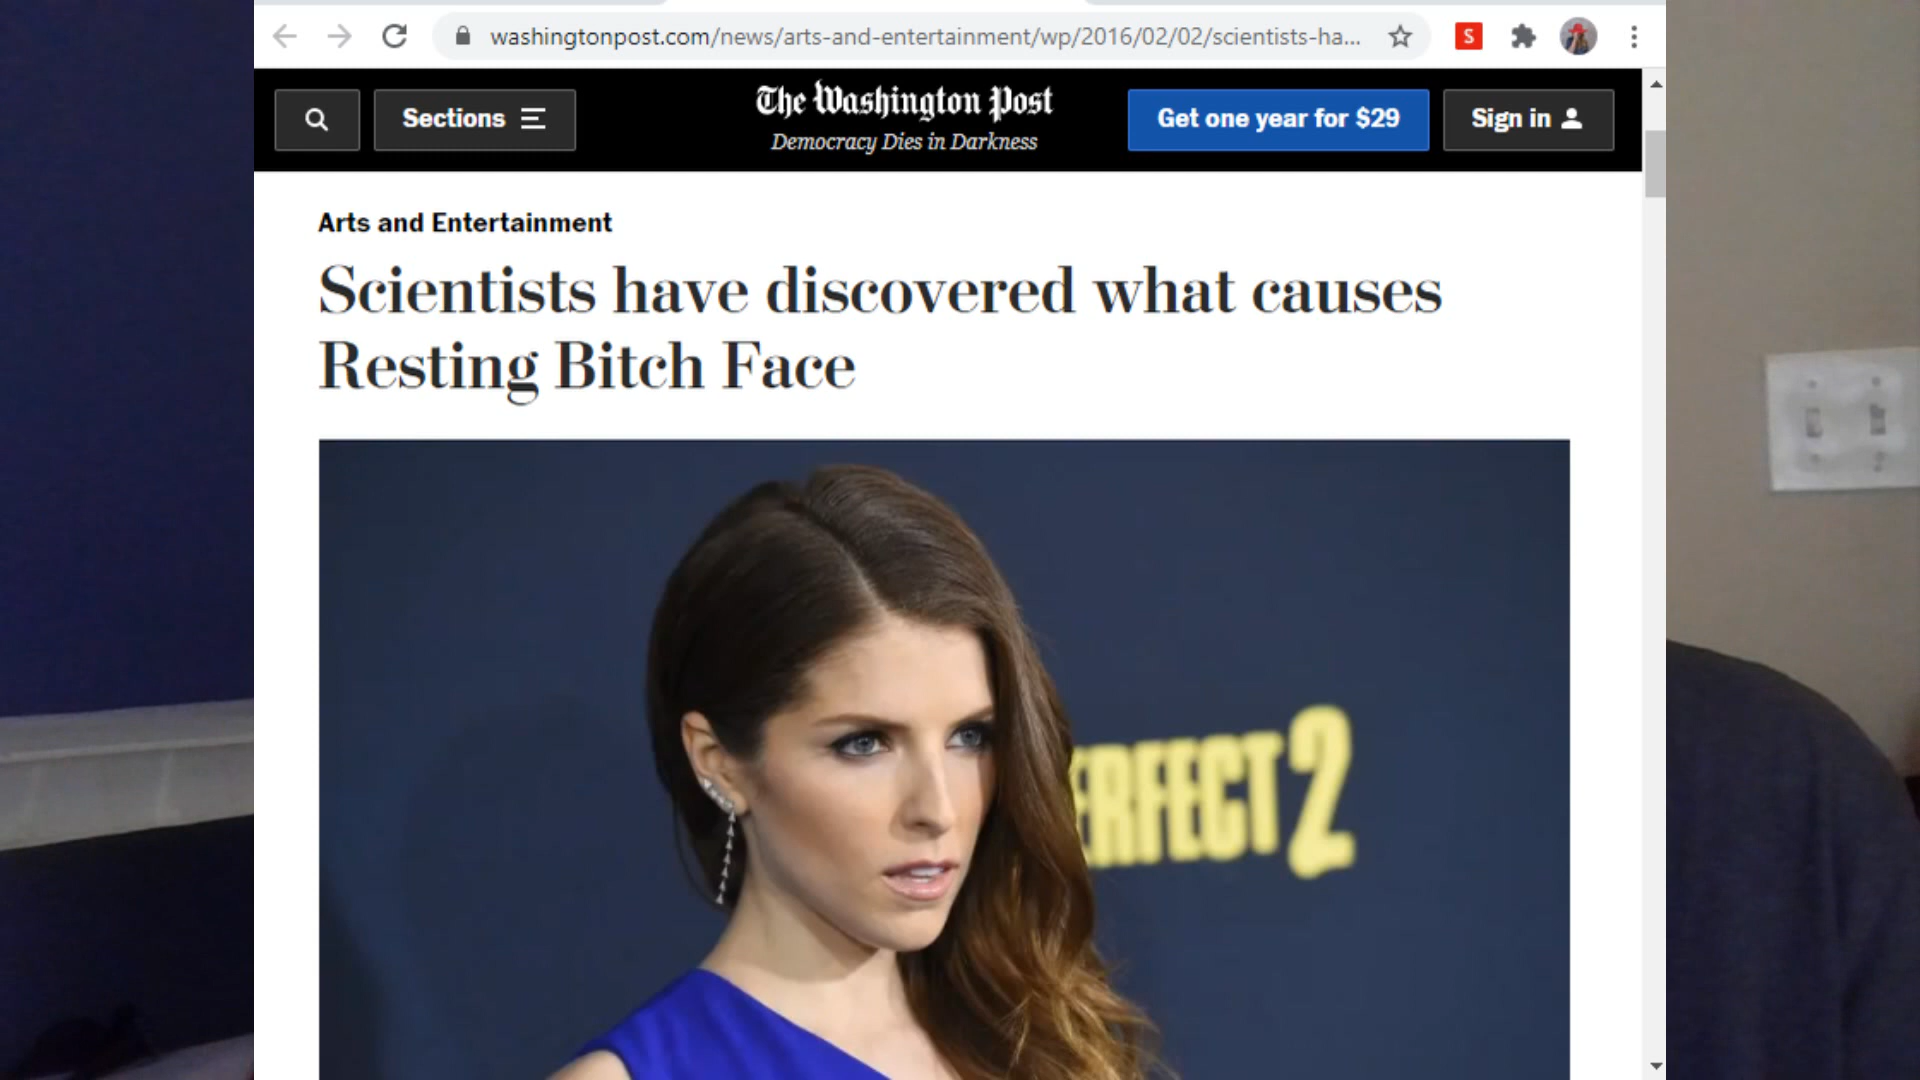 washingtonpost.com/news/arts-and-entertainment/wp/2016/02/02/scientists-ha...
S
Sections
The Washington Post
Democracy Dies in Darkness
Get one year for $29
Sign in
Arts and Entertainment
Scientists have discovered what causes
Resting Bitch Face
ERFECT 2